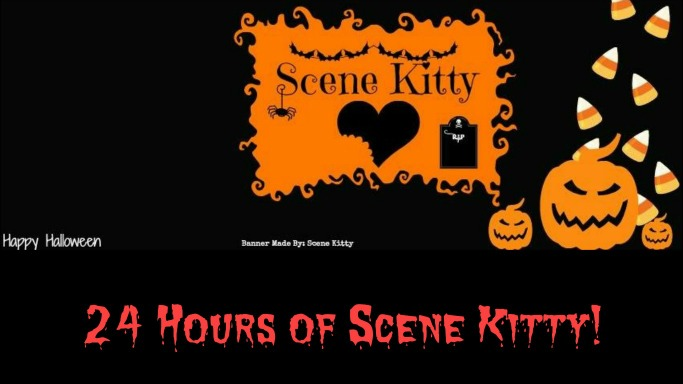 Scene Kitty
R.I.P
Happy Halloween
Banner Made By: Scene Kitty
24 Hours of Scene Kitty!